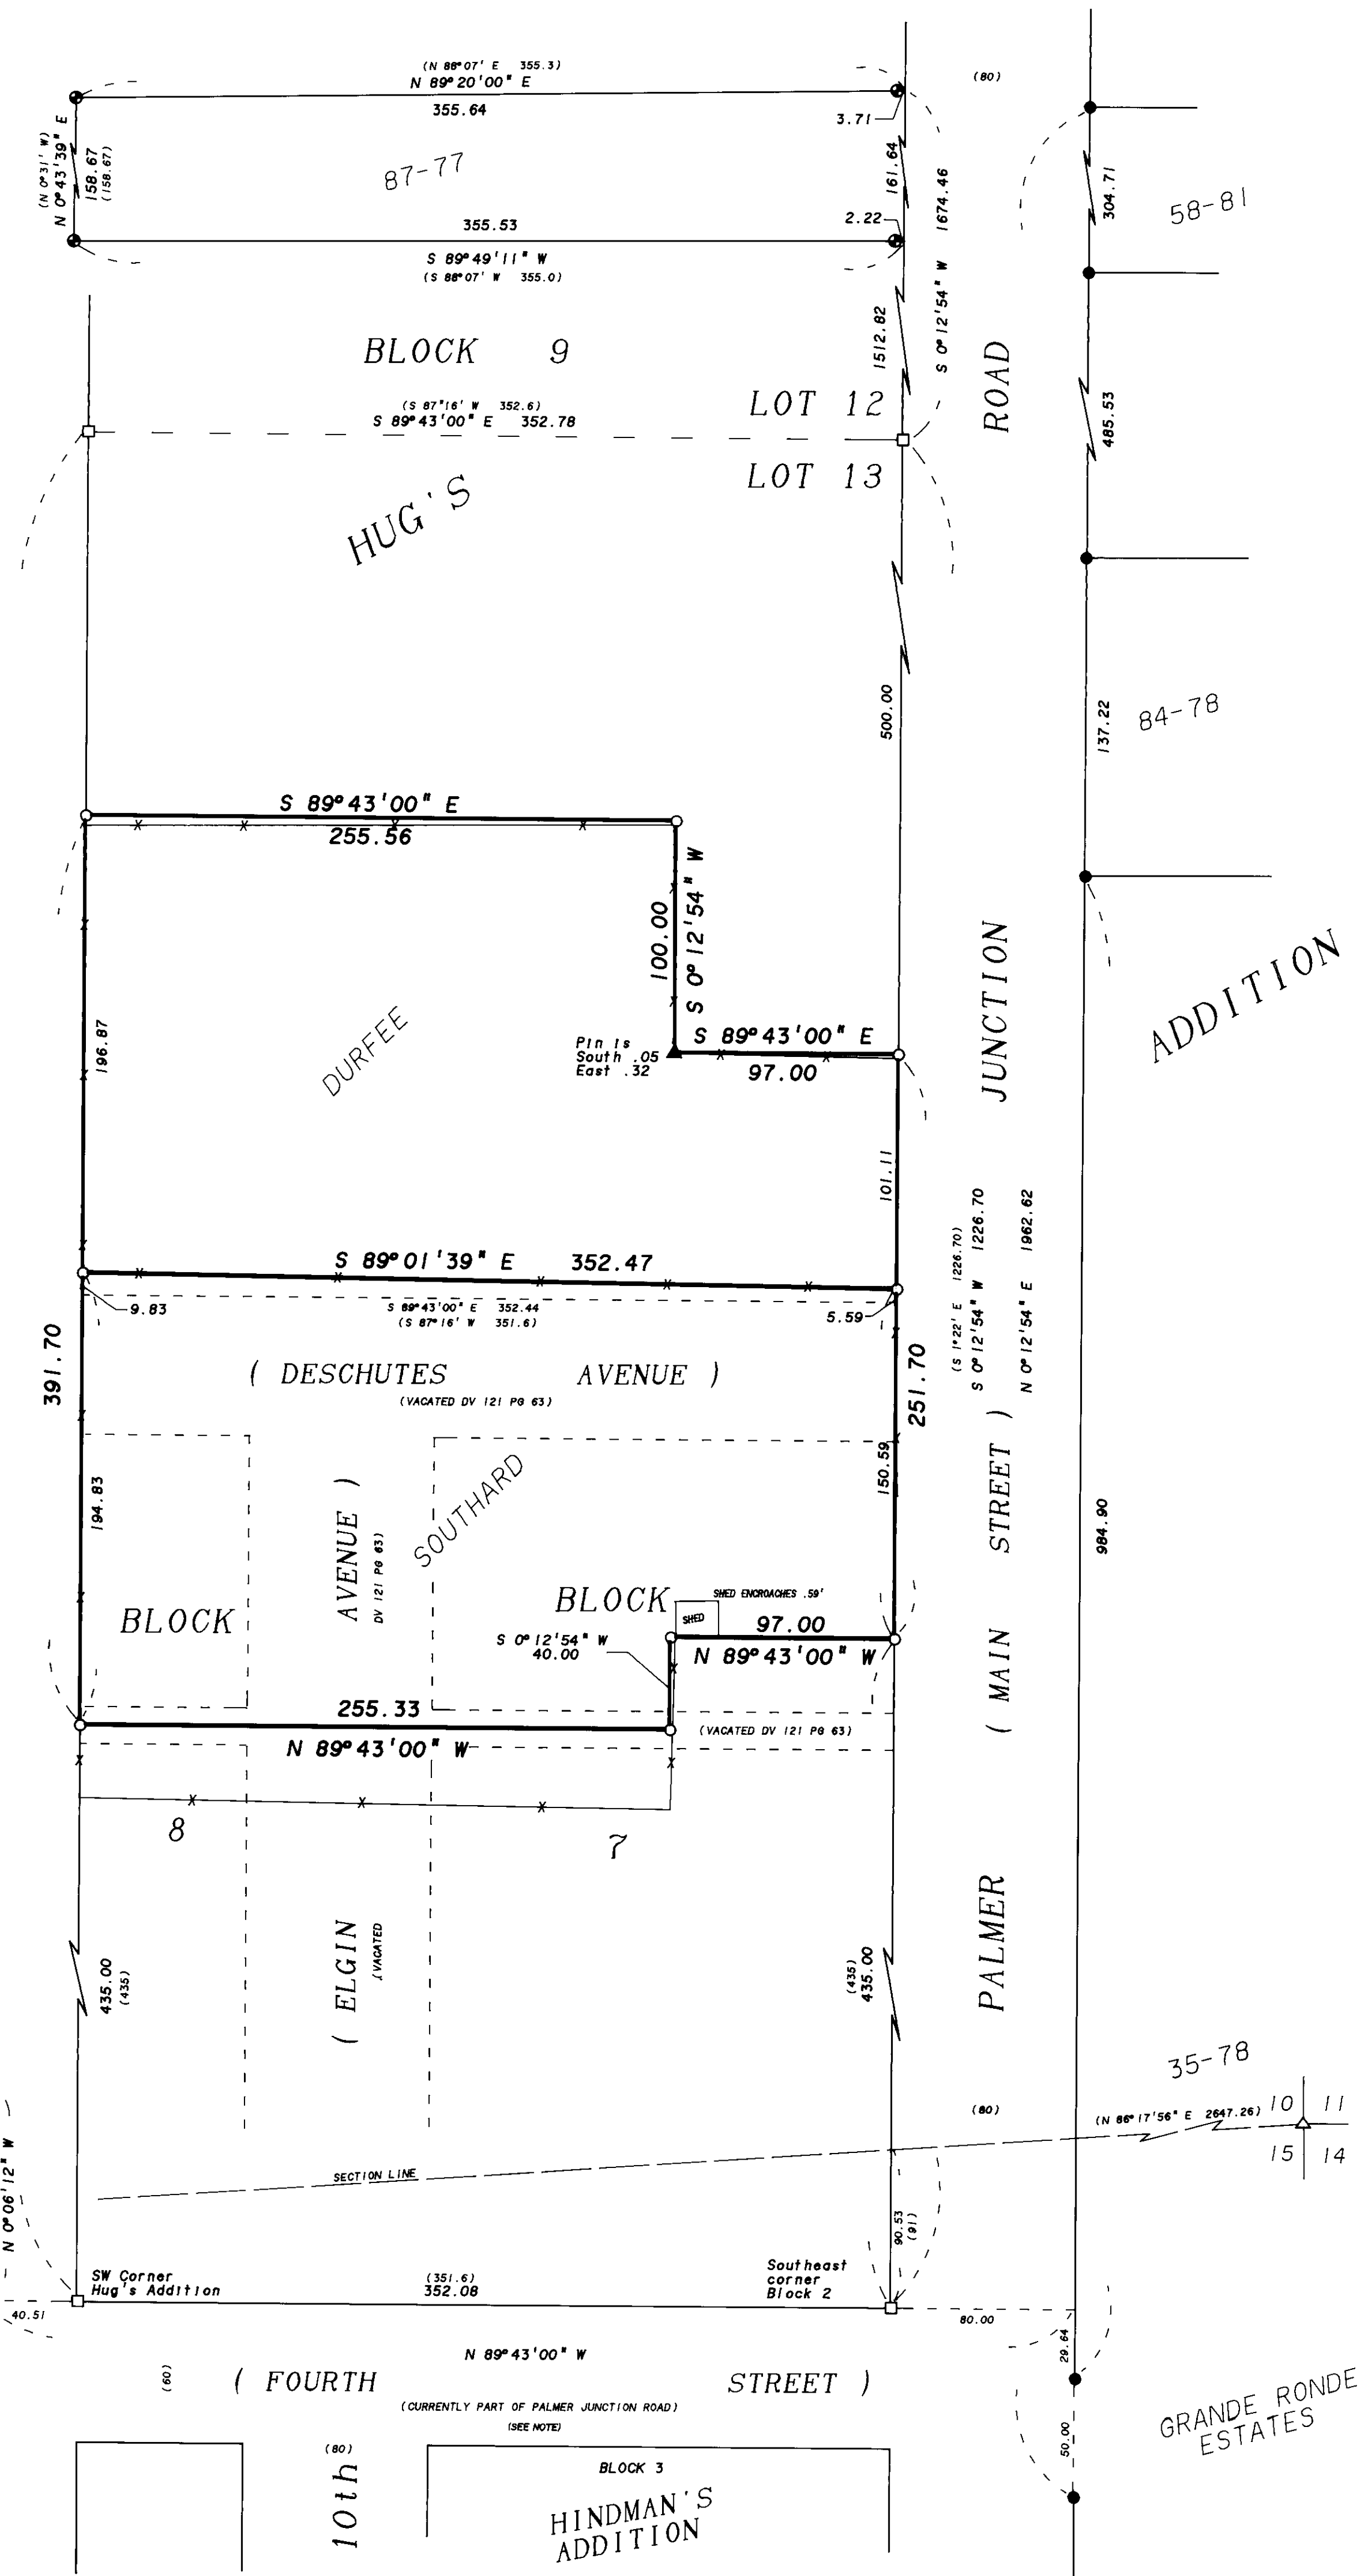 (N 88°07' E 355.3)
N 89°20'00" E
355.64
3.71
(80)
(N 0°31' W)
N 0°43'39" E
158.67
(158.67)
87-77
161.64
S 0°12'54" W 1674.46
304.71
58-81
355.53
2.22
S 89°49'11" W
(S 88°07' W 355.0)
BLOCK 9
1512.82
ROAD
485.53
(S 87°16' W 352.6)
S 89°43'00" E 352.78
LOT 12
LOT 13
HUG'S
500.00
137.22
84-78
S 89°43'00" E
255.56
100.00
S 0°12'54" W
JUNCTION
ADDITION
196.87
DURFEE
Pin is
South .05
East .32
S 89°43'00" E
97.00
101.11
(S 1°22' E 1226.70)
S 0°12'54" W 1226.70
N 0°12'54" E 1962.62
S 89°01'39" E 352.47
9.83
S 89°43'00" E 352.44
(S 87°16' W 351.6)
5.59
391.70
251.70
( DESCHUTES AVENUE )
(VACATED DV 121 PG 63)
194.83
AVENUE )
DV 121 PG 63)
SOUTHARD
150.59
( MAIN STREET )
984.90
BLOCK
BLOCK
SHED ENCROACHES .59'
SHED
97.00
N 89°43'00" W
S 0°12'54" W
40.00
255.33
N 89°43'00" W
(VACATED DV 121 PG 63)
8
7
PALMER
( ELGIN
(VACATED
435.00
(435)
(435)
435.00
35-78
(80)
(N 86°17'56" E 2647.26)
10 11
15 14
SECTION LINE
N 0°06'12" W
90.53
(91)
SW Corner
Hug's Addition
(351.6)
352.08
Southeast
corner
Block 2
40.51
80.00
29.64
N 89°43'00" W
(60)
( FOURTH STREET )
(CURRENTLY PART OF PALMER JUNCTION ROAD)
(SEE NOTE)
50.00
GRANDE RONDE
ESTATES
(80)
10th
BLOCK 3
HINDMAN'S
ADDITION